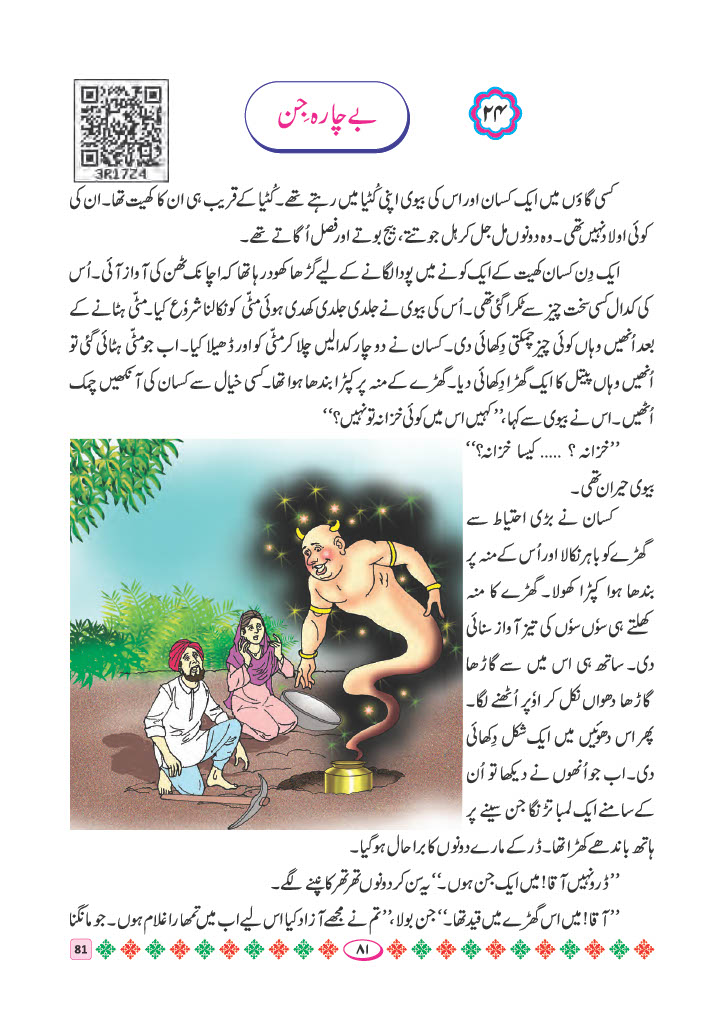 3R17Z4
بے چارہ جِن
۲۴
کسی گاؤں میں ایک کسان اور اس کی بیوی اپنی کُٹیا میں رہتے تھے۔ کُٹیا کے قریب ہی ان کا کھیت تھا۔ ان کی
کوئی اولاد نہیں تھی۔ وہ دونوں مل جل کر ہل جوتتے، بیج بوتے اور فصل اُگاتے تھے۔
ایک دِن کسان کھیت کے ایک کونے میں پودا لگانے کے لیے گڑھا کھود رہا تھا کہ اچانک ٹھن کی آواز آئی۔ اُس
کی کدال کسی سخت چیز سے ٹکرا گئی تھی۔ اُس کی بیوی نے جلدی جلدی کھدی ہوئی مٹّی کو نکالنا شروٗع کیا۔ مٹّی ہٹانے کے
بعد اُنھیں وہاں کوئی چیز چمکتی دِکھائی دی۔ کسان نے دو چار کدالیں چلا کر مٹّی کو اور ڈھیلا کیا۔ اب جو مٹّی ہٹائی گئی تو
اُنھیں وہاں پیتل کا ایک گھڑا دِکھائی دیا۔ گھڑے کے منہ پر کپڑا بندھا ہوا تھا۔ کسی خیال سے کسان کی آنکھیں چمک
اُٹھیں۔ اس نے بیوی سے کہا، ’’کہیں اس میں کوئی خزانہ تو نہیں؟‘‘
’’خزانہ ؟ ..... کیسا خزانہ؟‘‘
بیوی حیران تھی۔
کسان نے بڑی احتیاط سے
گھڑے کو باہر نکالا اور اُس کے منہ پر
بندھا ہوا کپڑا کھولا۔ گھڑے کا منہ
کھلتے ہی سوٗں سوٗں کی تیز آواز سنائی
دی۔ ساتھ ہی اس میں سے گاڑھا
گاڑھا دھواں نکل کر اوٗپر اُٹھنے لگا۔
پھر اس دھوئیں میں ایک شکل دِکھائی
دی۔ اب جو اُنھوں نے دیکھا تو اُن
کے سامنے ایک لمبا تڑنگا جن سینے پر
ہاتھ باندھے کھڑا تھا۔ ڈر کے مارے دونوں کا برا حال ہوگیا۔
’’ڈرو نہیں آقا! میں ایک جن ہوں۔‘‘ یہ سن کر دونوں تھر تھر کانپنے لگے۔
’’آقا! میں اس گھڑے میں قید تھا۔‘‘ جن بولا، ’’تم نے مجھے آزاد کیا اس لیے اب میں تمھارا غلام ہوں۔ جو مانگنا
81
۸۱